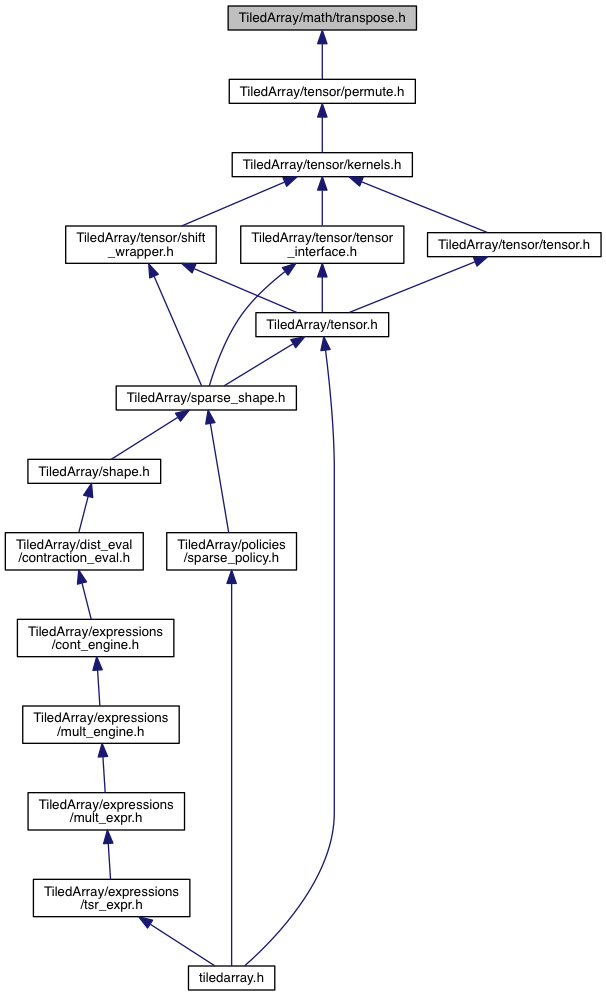 TiledArray/math/transpose.h
TiledArray/tensor/permute.h
TiledArray/tensor/kernels.h
TiledArray/tensor/shift
_wrapper.h
TiledArray/tensor/tensor
_interface.h
TiledArray/tensor/tensor.h
TiledArray/tensor.h
TiledArray/sparse_shape.h
TiledArray/shape.h
TiledArray/dist_eval
/contraction_eval.h
TiledArray/policies
/sparse_policy.h
TiledArray/expressions
/cont_engine.h
TiledArray/expressions
/mult_engine.h
TiledArray/expressions
/mult_expr.h
TiledArray/expressions
/tsr_expr.h
tiledarray.h